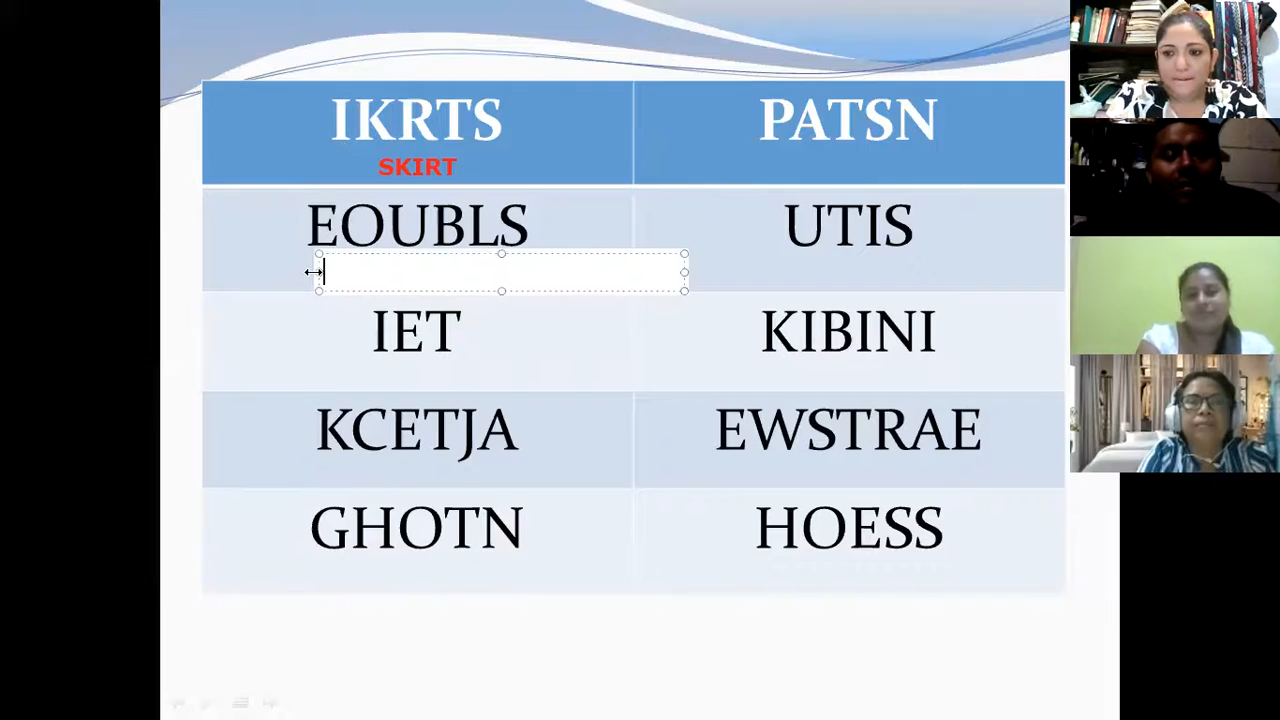 IKRTS PATSN
SKIRT
EOUBLS UTIS
IET KIBINI
KCETJA EWSTRAE
GHOTN HOESS